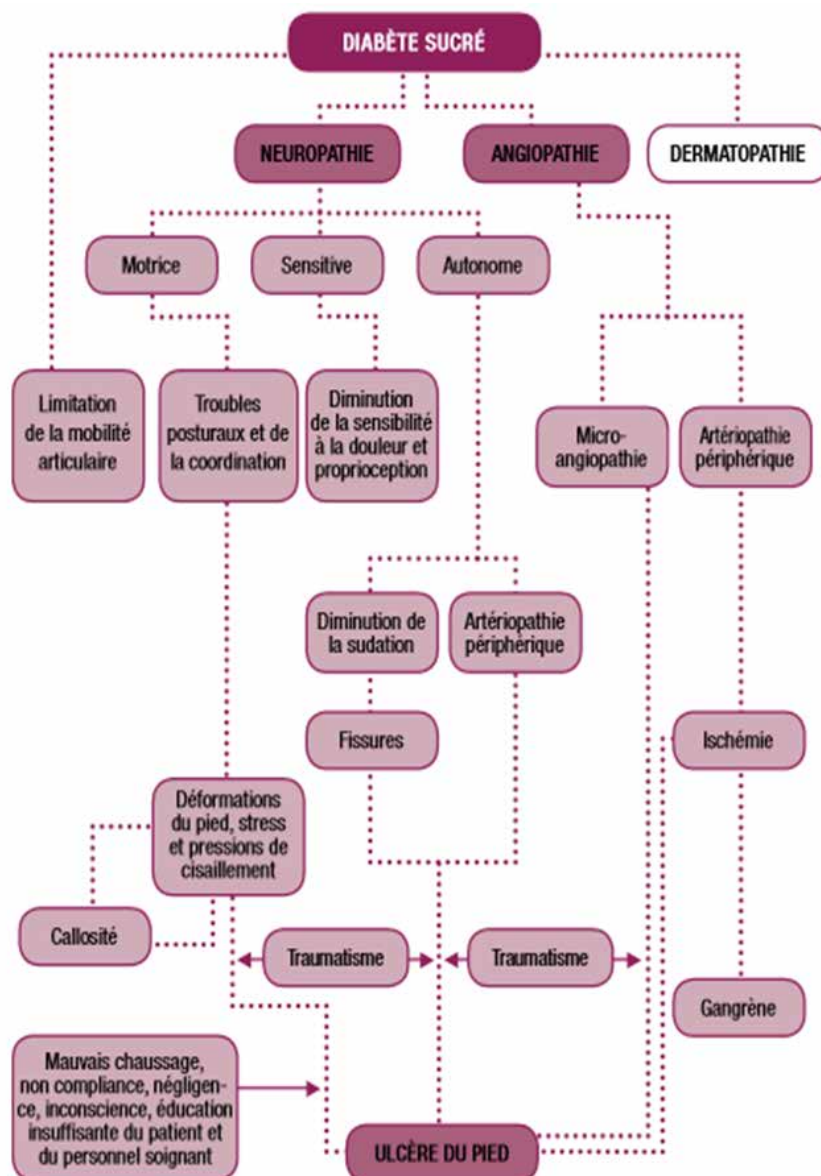 DIABÈTE SUCRÉ
NEUROPATHIE
ANGIOPATHIE
DERMATOPATHIE
Motrice
Sensitive
Autonome
Limitation
de la mobilité
articulaire
Troubles
posturaux et de
la coordination
Diminution
de la sensibilité
à la douleur et
proprioception
Micro-
angiopathie
Artériopathie
périphérique
Diminution de
la sudation
Artériopathie
périphérique
Fissures
Ischémie
Déformations
du pied, stress
et pressions de
cisaillement
Callosité
Traumatisme
Traumatisme
Gangrène
Mauvais chaussage,
non compliance, négligen-
ce, inconscience, éducation
insuffisante du patient et
du personnel soignant
ULCÈRE DU PIED